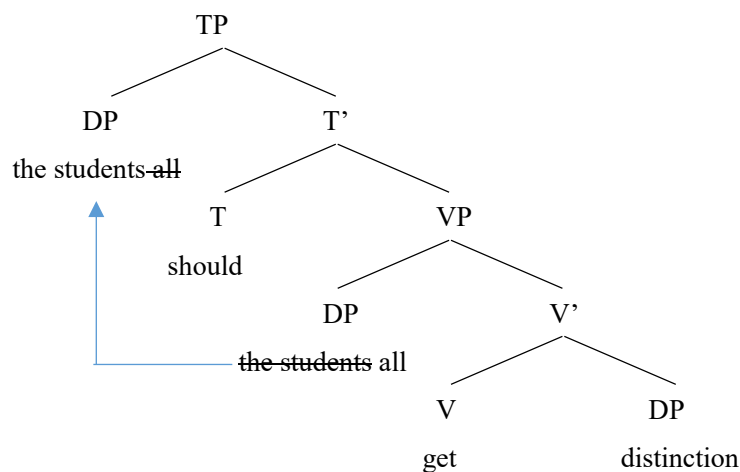 TP
DP T’
the students all
T VP
should
DP V’
the students all
V DP
get distinction